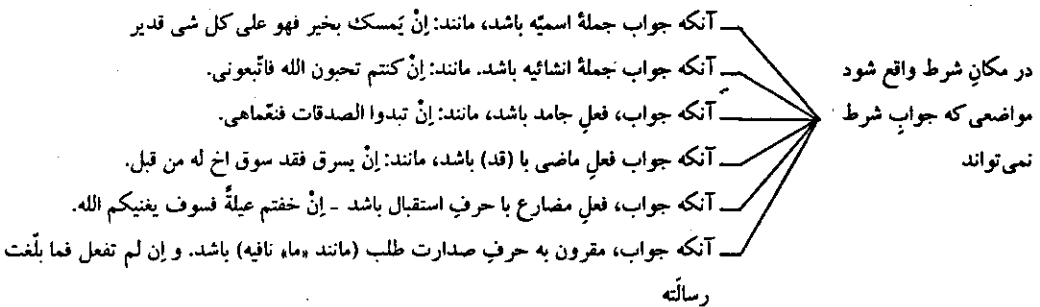 آنکه جواب جملهٔ اسمیّه باشد، مانند: إنْ یَمسک بخیر فهو علی کل شی قدیر
در مکانِ شرط واقع شود
آنکه جواب جملهٔ انشائیه باشد. مانند: إنْ کنتم تحبون الله فاتّبعونی.
مواضعی که جوابِ شرط
آنکه جواب، فعلِ جامد باشد، مانند: إنْ تبدوا الصدقات فنعّماهی.
نمی‌تواند
آنکه جواب فعلِ ماضی با (قد) باشد، مانند: إنْ یسرق فقد سوق اخ له من قبل.
آنکه جواب، فعلِ مضارع با حرفِ استقبال باشد ـ إنْ خفتم عیلةً فسوف یغنیکم الله.
آنکه جواب، مقرون به حرفِ صدارت طلب (مانند «ما» نافیه) باشد. و إن لم تفعل فما بلّغت
رسالّته